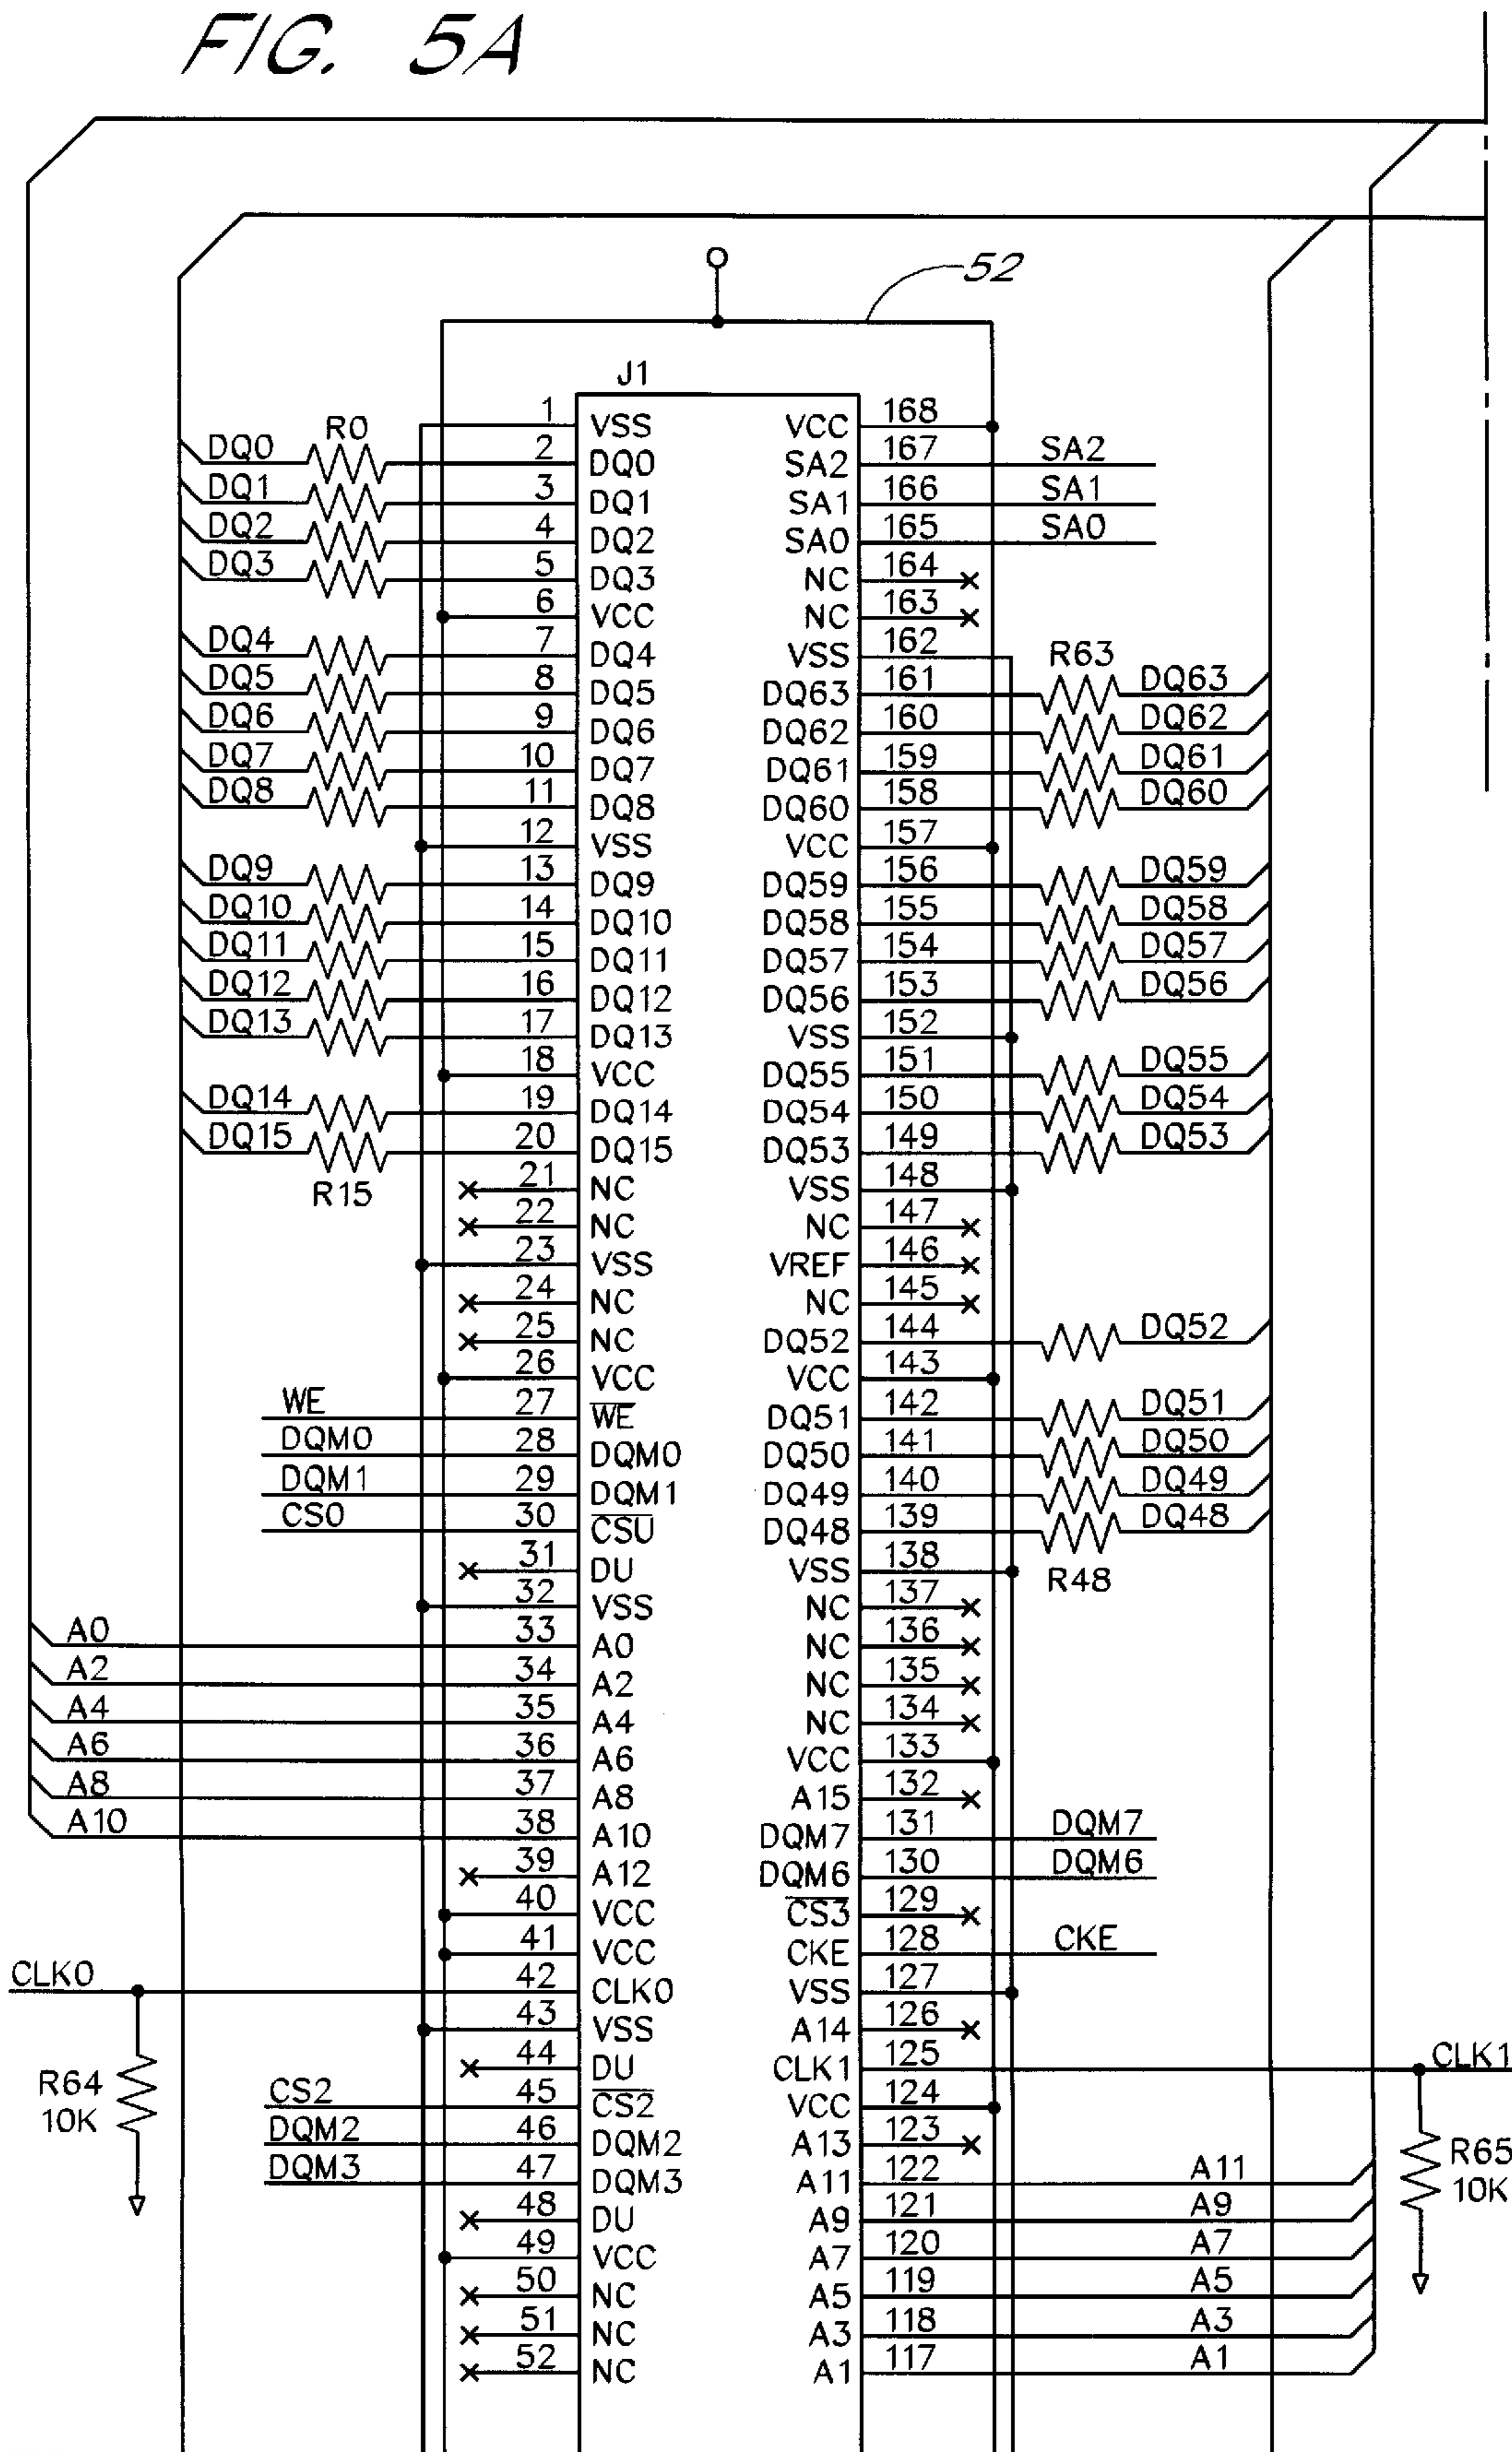 FIG. 5A
52
J1
1 VSS VCC 168
R0
DQ0 2 DQ0 SA2 167 SA2
DQ1 3 DQ1 SA1 166 SA1
DQ2 4 DQ2 SA0 165 SA0
DQ3 5 DQ3 NC 164
6 VCC NC 163
DQ4 7 DQ4 VSS 162
R63
DQ5 8 DQ5 DQ63 161 DQ63
DQ6 9 DQ6 DQ62 160 DQ62
DQ7 10 DQ7 DQ61 159 DQ61
DQ8 11 DQ8 DQ60 158 DQ60
12 VSS VCC 157
DQ9 13 DQ9 DQ59 156 DQ59
DQ10 14 DQ10 DQ58 155 DQ58
DQ11 15 DQ11 DQ57 154 DQ57
DQ12 16 DQ12 DQ56 153 DQ56
DQ13 17 DQ13 VSS 152
18 VCC DQ55 151 DQ55
DQ14 19 DQ14 DQ54 150 DQ54
DQ15 20 DQ15 DQ53 149 DQ53
R15 21 NC VSS 148
22 NC NC 147
23 VSS VREF 146
24 NC NC 145
25 NC DQ52 144 DQ52
26 VCC VCC 143
WE 27 W̅E̅ DQ51 142 DQ51
DQM0 28 DQM0 DQ50 141 DQ50
DQM1 29 DQM1 DQ49 140 DQ49
CS0 30 C̅S̅U̅ DQ48 139 DQ48
31 DU VSS 138 R48
32 VSS NC 137
A0 33 A0 NC 136
A2 34 A2 NC 135
A4 35 A4 NC 134
A6 36 A6 VCC 133
A8 37 A8 A15 132
A10 38 A10 DQM7 131 DQM7
39 A12 DQM6 130 DQM6
40 VCC C̅S̅3̅ 129
41 VCC CKE 128 CKE
CLK0 42 CLK0 VSS 127
43 VSS A14 126
44 DU CLK1 125 CLK1
R64
10K
CS2 45 C̅S̅2̅ VCC 124
DQM2 46 DQM2 A13 123
DQM3 47 DQM3 A11 122 A11
R65
10K
48 DU A9 121 A9
49 VCC A7 120 A7
50 NC A5 119 A5
51 NC A3 118 A3
52 NC A1 117 A1